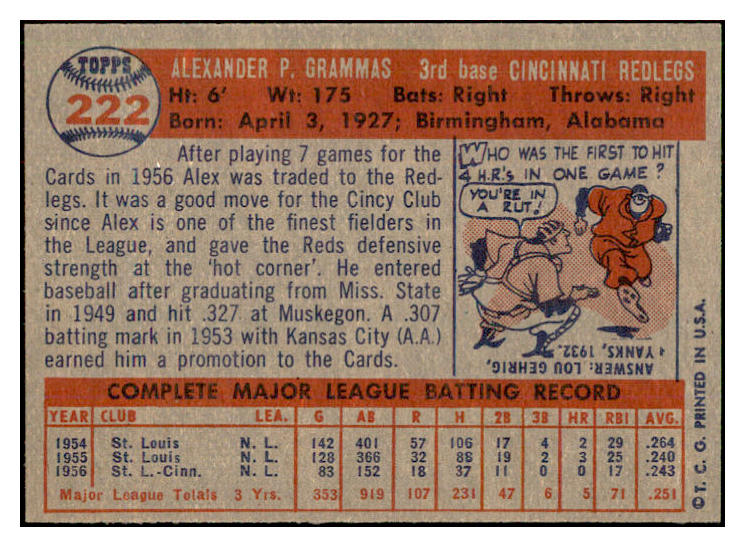 TOPPS
222
ALEXANDER P. GRAMMAS 3rd base CINCINNATI REDLEGS
Ht: 6' Wt: 175 Bats: Right Throws: Right
Born: April 3, 1927; Birmingham, Alabama
After playing 7 games for the
Cards in 1956 Alex was traded to the Red-
legs. It was a good move for the Cincy Club
since Alex is one of the finest fielders in
the League, and gave the Reds defensive
strength at the 'hot corner'. He entered
baseball after graduating from Miss. State
in 1949 and hit .327 at Muskegon. A .307
batting mark in 1953 with Kansas City (A.A.)
earned him a promotion to the Cards.
WHO WAS THE FIRST TO HIT
4 H.R.'s IN ONE GAME?
YOU'RE IN
A RUT!
ANSWER: LOU GEHRIG,
YANKS, 1932.
COMPLETE MAJOR LEAGUE BATTING RECORD
YEAR CLUB LEA. G AB R H 2B 3B HR RBI AVG.
1954 St. Louis N. L. 142 401 57 106 17 4 2 29 .264
1955 St. Louis N. L. 128 366 32 88 19 2 3 25 .240
1956 St. L.-Cinn. N. L. 83 152 18 37 11 0 0 17 .243
Major League Totals 3 Yrs. 353 919 107 231 47 6 5 71 .251
© T. C. G. PRINTED IN U.S.A.